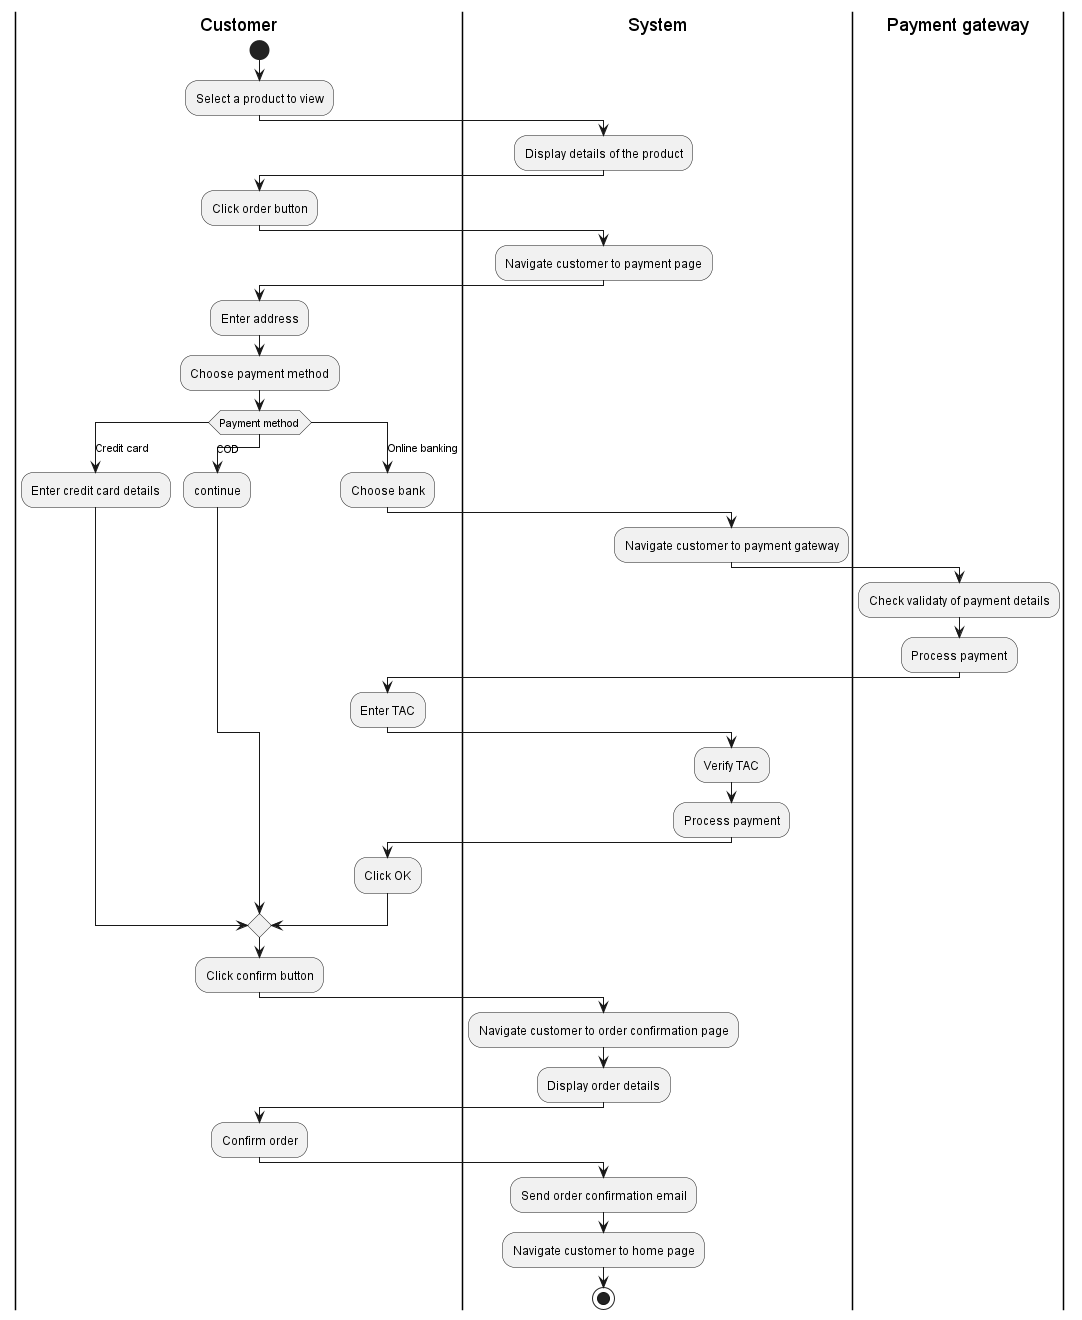 Customer
System
Payment gateway
Select a product to view
Display details of the product
Click order button
Navigate customer to payment page
Enter address
Choose payment method
Payment method
Credit card
COD
Online banking
Enter credit card details
continue
Choose bank
Navigate customer to payment gateway
Check validaty of payment details
Process payment
Enter TAC
Verify TAC
Process payment
Click OK
Click confirm button
Navigate customer to order confirmation page
Display order details
Confirm order
Send order confirmation email
Navigate customer to home page